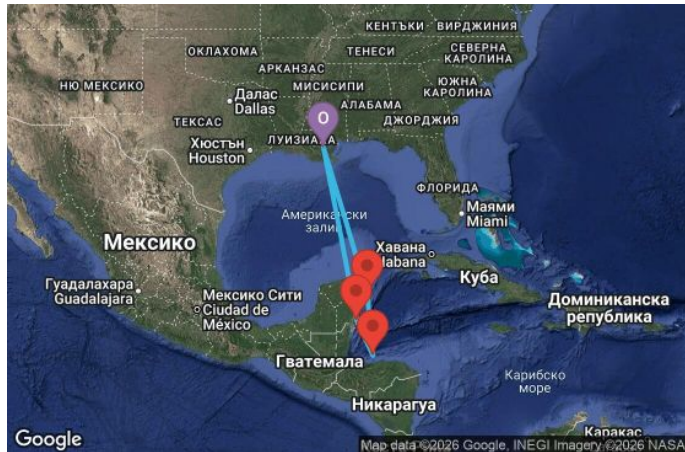 КЕНТЪКИ
ВИРДЖИНИЯ
ОКЛАХОМА
ТЕНЕСИ
СЕВЕРНА
КАРОЛИНА
АРКАНЗАС
НЮ МЕКСИКО
МИСИСИПИ
ЮЖНА
КАРОЛИНА
Далас
Dallas
АЛАБАМА
ТЕКСАС
O
ДЖОРДЖИЯ
Хюстън
Houston
ЛУИЗИАНА
ФЛОРИДА
Маями
Miami
Американски
залив
Мексико
Хавана
Habana
Куба
Гуадалахара
Guadalajara
Мексико Сити
Ciudad de
México
Доминиканска
република
Гватемала
Карибско
море
Никарагуа
Каракас
Google
Map data ©2026 Google, INEGI Imagery ©2026 NASA